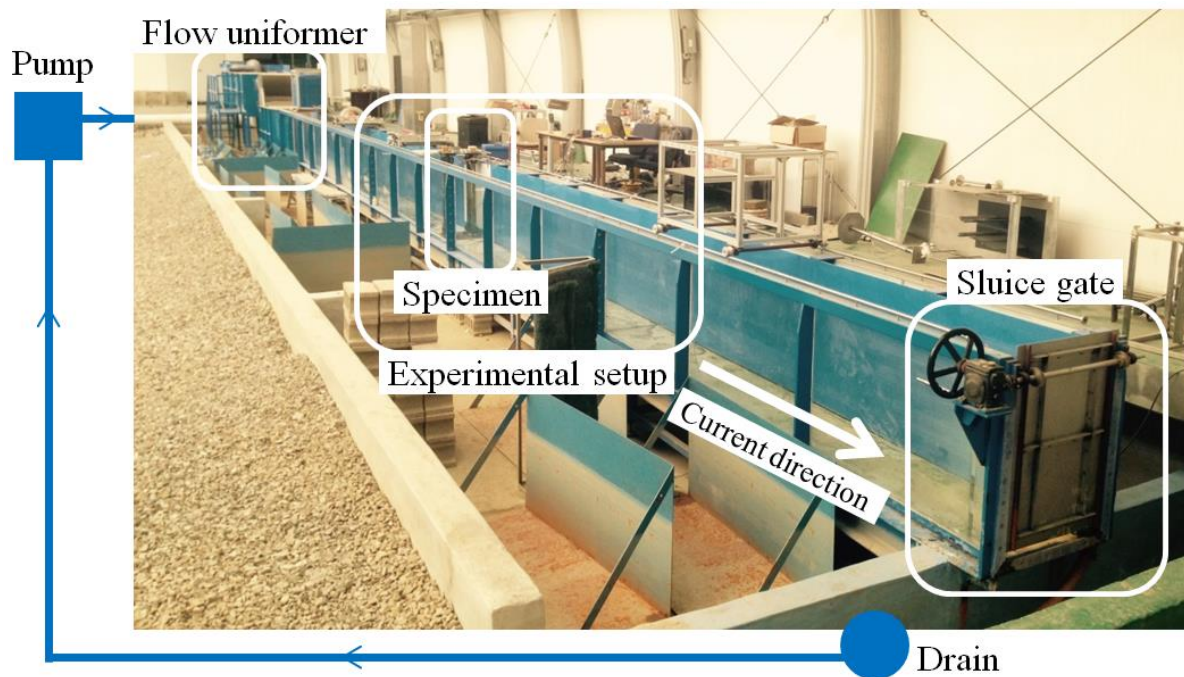 Flow uniformer
Pump
Specimen
Sluice gate
Experimental setup
Current direction
Drain